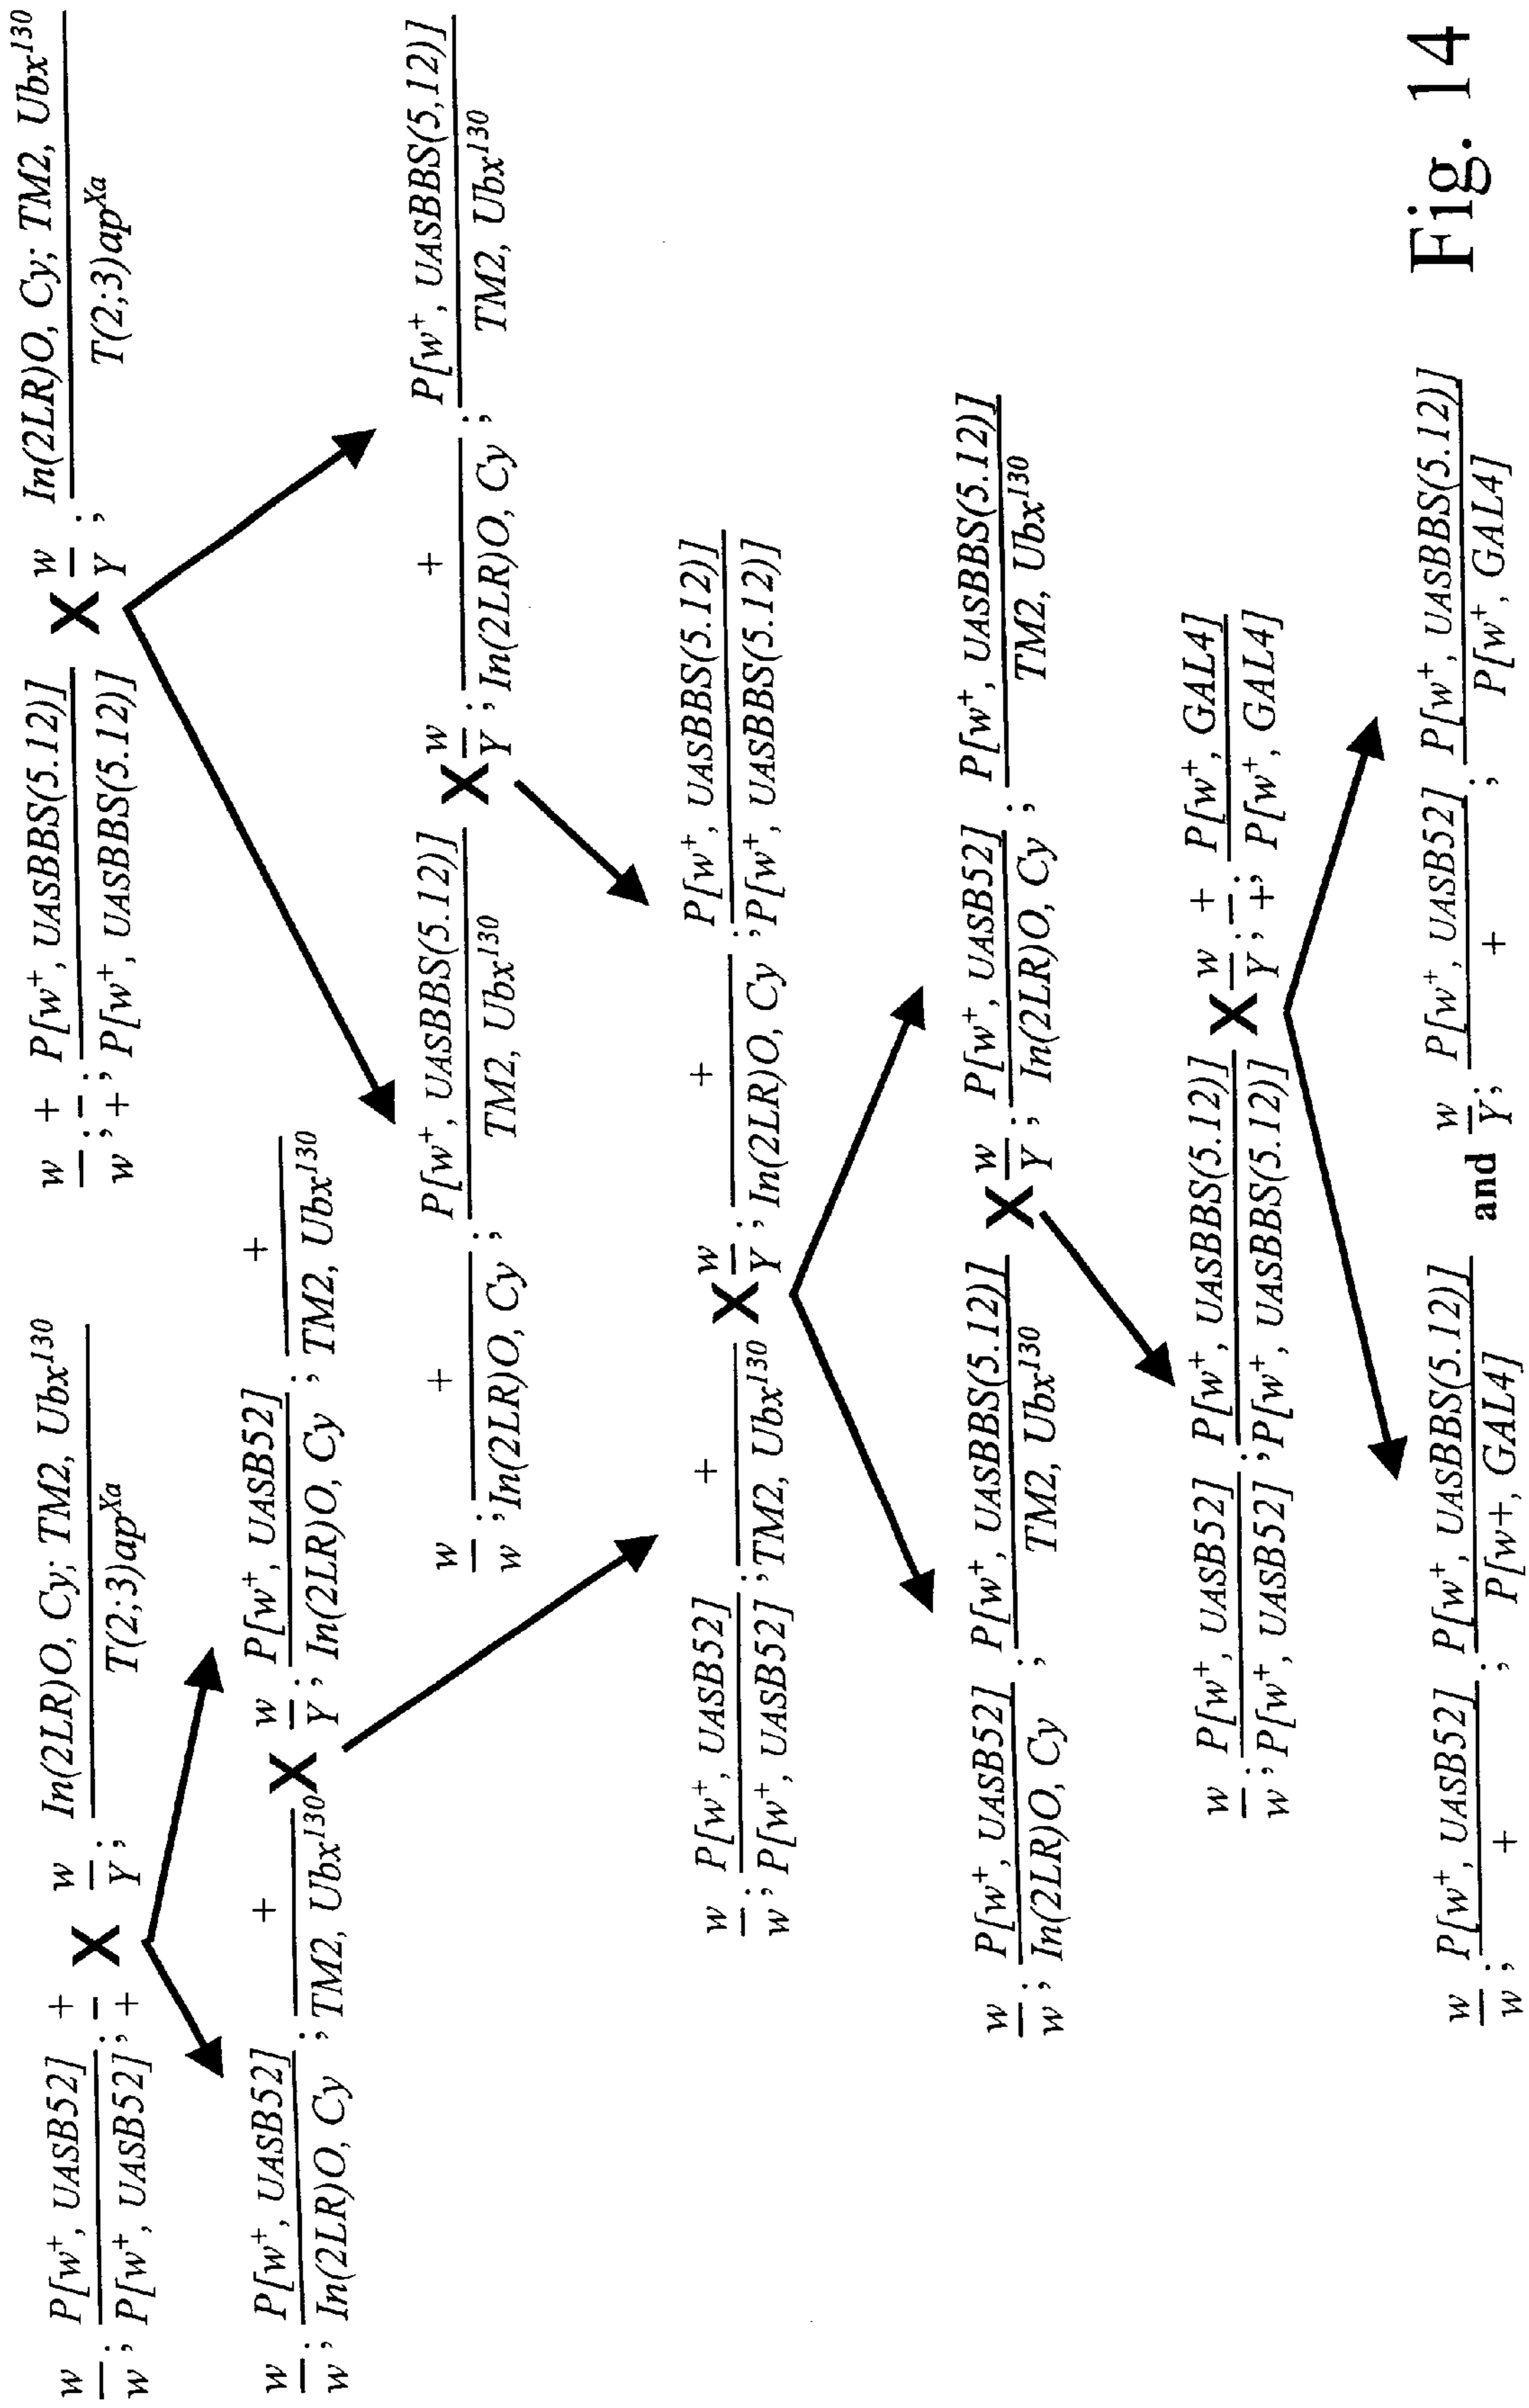 w P[w⁺, UASB52] + w In(2LR)O, Cy; TM2, Ubx¹³⁰
w ; P[w⁺, UASB52] ; + X Y ; T(2;3)ap^Xa
w + P[w⁺, UASBBS(5.12)] w In(2LR)O, Cy; TM2, Ubx¹³⁰
w ; + ; P[w⁺, UASBBS(5.12)] X Y ; T(2;3)ap^Xa
w P[w⁺, UASB52] + w P[w⁺, UASB52] +
w ; In(2LR)O, Cy ; TM2, Ubx¹³⁰ X Y ; In(2LR)O, Cy ; TM2, Ubx¹³⁰
w + P[w⁺, UASBBS(5.12)] w + P[w⁺, UASBBS(5,12)]
w ; In(2LR)O, Cy ; TM2, Ubx¹³⁰ X Y ; In(2LR)O, Cy ; TM2, Ubx¹³⁰
w P[w⁺, UASB52] + w + P[w⁺, UASBBS(5.12)]
w ; P[w⁺, UASB52] ; TM2, Ubx¹³⁰ X Y ; In(2LR)O, Cy ; P[w⁺, UASBBS(5.12)]
w P[w⁺, UASB52] P[w⁺, UASBBS(5.12)] w P[w⁺, UASB52] P[w⁺, UASBBS(5.12)]
w ; In(2LR)O, Cy ; TM2, Ubx¹³⁰ X Y ; In(2LR)O, Cy ; TM2, Ubx¹³⁰
w P[w⁺, UASB52] P[w⁺, UASBBS(5.12)] w + P[w⁺, GAL4]
w ; P[w⁺, UASB52] ; P[w⁺, UASBBS(5.12)] X Y ; + ; P[w⁺, GAL4]
w P[w⁺, UASB52] P[w⁺, UASBBS(5.12)] w P[w⁺, UASB52] P[w⁺, UASBBS(5.12)]
w ; + ; P[w+, GAL4] and Y ; + ; P[w⁺, GAL4]
Fig. 14